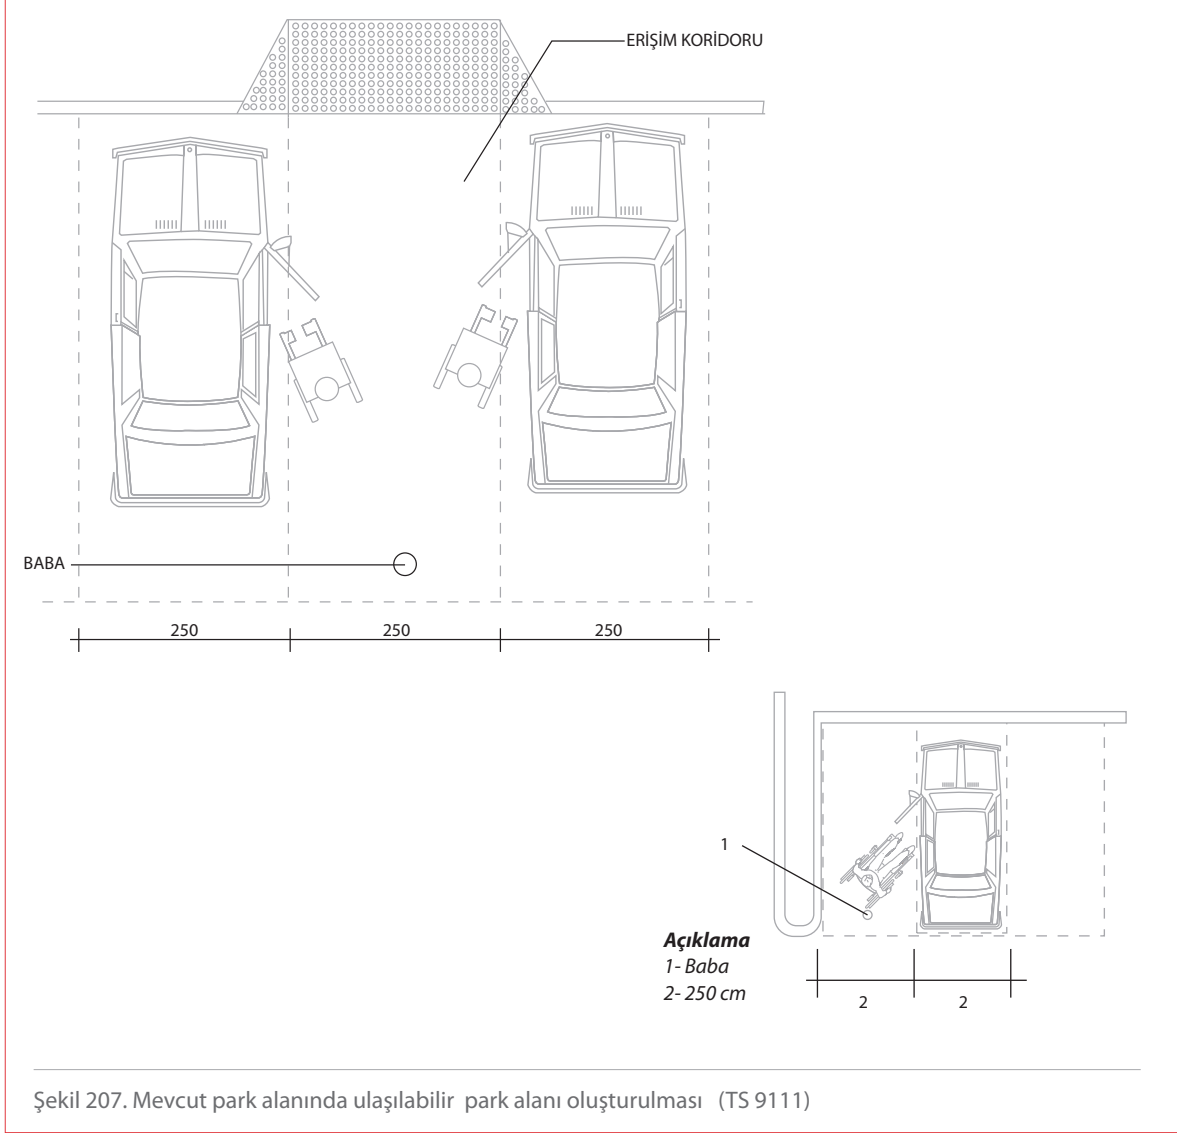 ERİŞİM KORİDORU
BABA
250 250 250
1
Açıklama
1- Baba
2- 250 cm
2 2
Şekil 207. Mevcut park alanında ulaşılabilir park alanı oluşturulması (TS 9111)